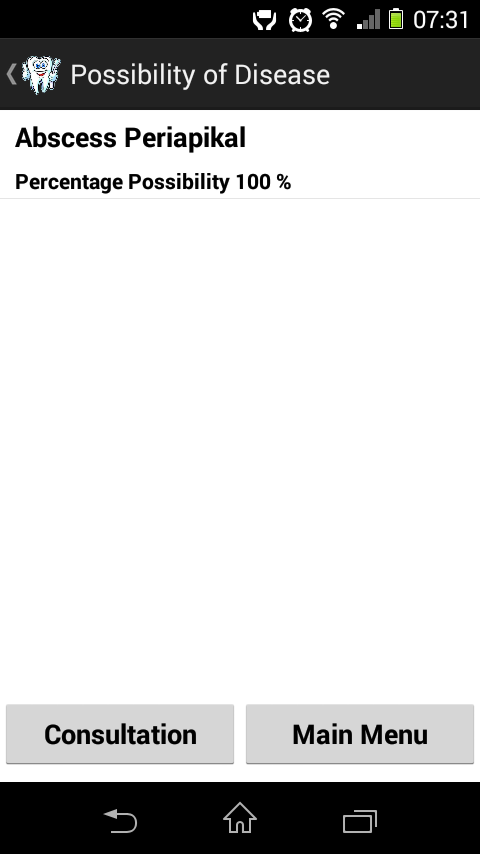 07:31
Possibility of Disease
Abscess Periapikal
Percentage Possibility 100 %
Consultation
Main Menu